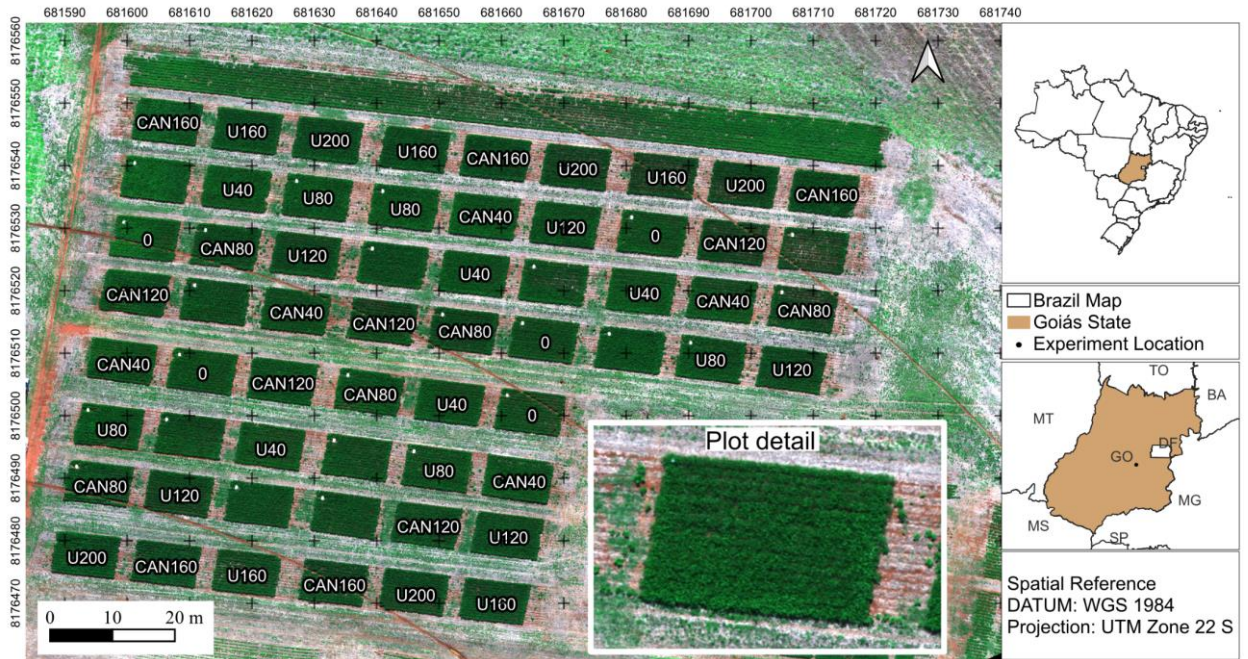 681590 681600 681610 681620 681630 681640 681650 681660 681670 681680 681690 681700 681710 681720 681730 681740
8176560
8176550
8176540
8176530
8176520
8176510
8176500
8176490
8176480
8176470
CAN160 U160 U200 U160 CAN160 U200 U160 U200 CAN160
U40 U80 U80 CAN40 U120 0 CAN120
0 CAN80 U120 U40 U40 CAN40 CAN80
CAN120 CAN40 CAN120 CAN80 0 U80 U120
CAN40 0 CAN120 CAN80 U40 0
U80 U40 U80 CAN40
CAN80 U120 CAN120 U120
U200 CAN160 U160 CAN160 U200 U160
0 10 20 m
Plot detail
Brazil Map
Goiás State
Experiment Location
TO
BA
MT
DF
GO
MG
MS
SP
Spatial Reference
DATUM: WGS 1984
Projection: UTM Zone 22 S